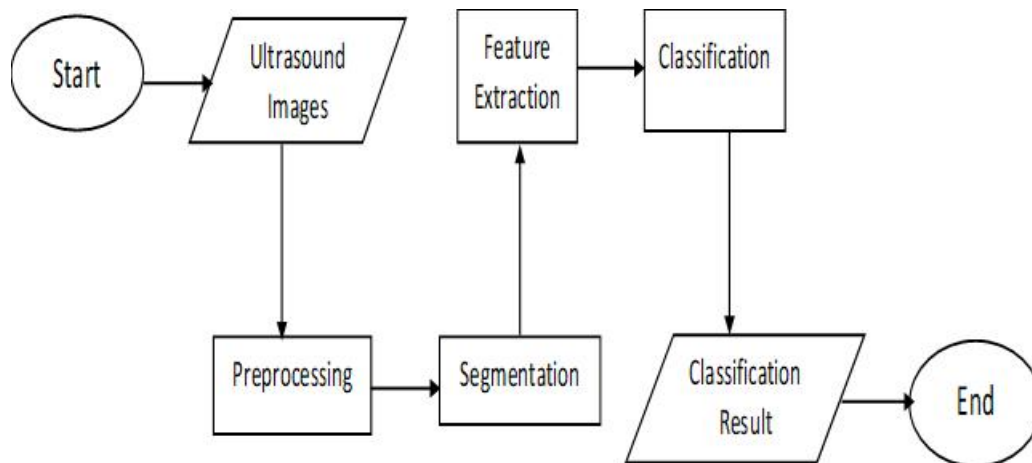 Start
Ultrasound
Images
Preprocessing
Segmentation
Feature
Extraction
Classification
Classification
Result
End